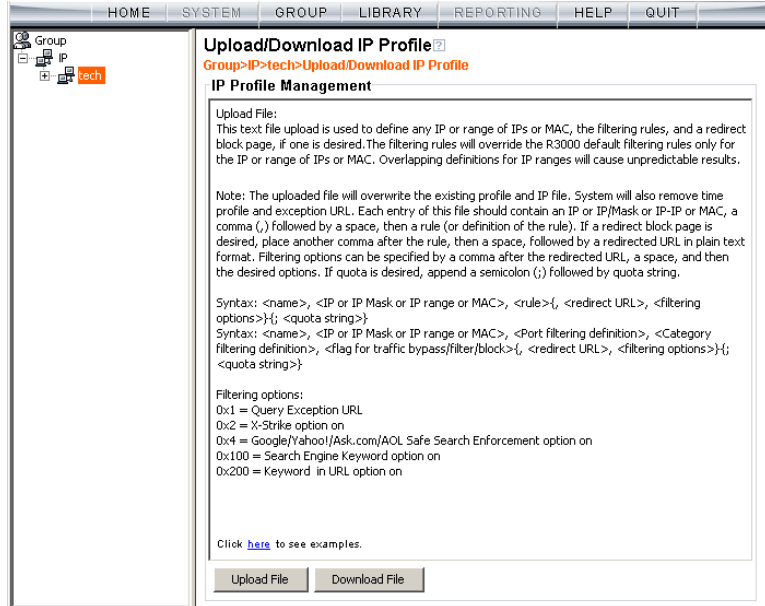 HOME SYSTEM GROUP LIBRARY REPORTING HELP QUIT
Group
IP
tech
Upload/Download IP Profile ?
Group>IP>tech>Upload/Download IP Profile
IP Profile Management
Upload File:
This text file upload is used to define any IP or range of IPs or MAC, the filtering rules, and a redirect
block page, if one is desired.The filtering rules will override the R3000 default filtering rules only for
the IP or range of IPs or MAC. Overlapping definitions for IP ranges will cause unpredictable results.
Note: The uploaded file will overwrite the existing profile and IP file. System will also remove time
profile and exception URL. Each entry of this file should contain an IP or IP/Mask or IP-IP or MAC, a
comma (,) followed by a space, then a rule (or definition of the rule). If a redirect block page is
desired, place another comma after the rule, then a space, followed by a redirected URL in plain text
format. Filtering options can be specified by a comma after the redirected URL, a space, and then
the desired options. If quota is desired, append a semicolon (;) followed by quota string.
Syntax: <name>, <IP or IP Mask or IP range or MAC>, <rule>{, <redirect URL>, <filtering
options>}{; <quota string>}
Syntax: <name>, <IP or IP Mask or IP range or MAC>, <Port filtering definition>, <Category
filtering definition>, <flag for traffic bypass/filter/block>{, <redirect URL>, <filtering options>}{;
<quota string>}
Filtering options:
0x1 = Query Exception URL
0x2 = X-Strike option on
0x4 = Google/Yahoo!/Ask.com/AOL Safe Search Enforcement option on
0x100 = Search Engine Keyword option on
0x200 = Keyword in URL option on
Click here to see examples.
Upload File Download File